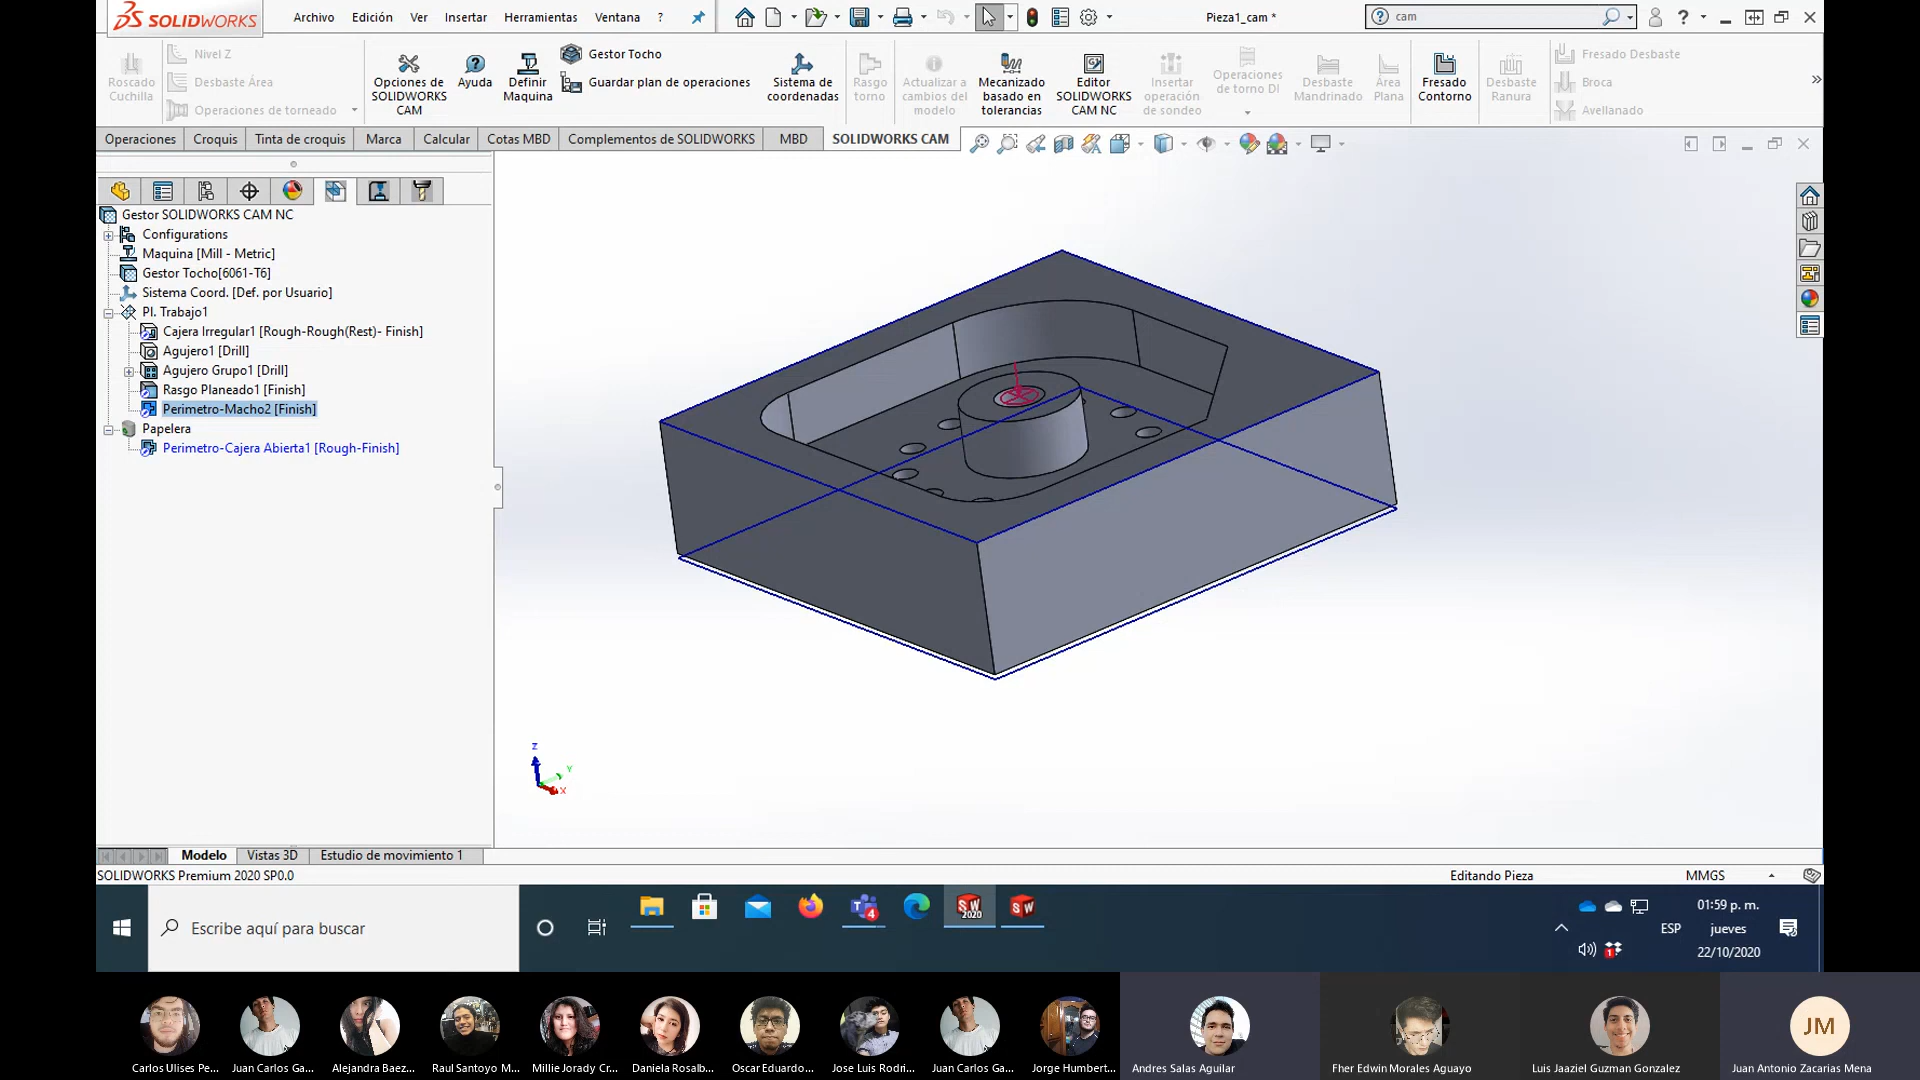 SOLIDWORKS
Archivo Edición Ver Insertar Herramientas Ventana ?
Pieza1_cam *
cam
Roscado Cuchilla
Nivel Z
Desbaste Área
Operaciones de torneado
Opciones de SOLIDWORKS CAM
Ayuda
Definir Maquina
Gestor Tocho
Guardar plan de operaciones
Sistema de coordenadas
Rasgo torno
Actualizar a cambios del modelo
Mecanizado basado en tolerancias
Editor SOLIDWORKS CAM NC
Insertar operación de sondeo
Operaciones de torno DI
Desbaste Mandrinado
Area Plana
Fresado Contorno
Desbaste Ranura
Fresado Desbaste
Broca
Avellanado
Operaciones Croquis Tinta de croquis Marca Calcular Cotas MBD Complementos de SOLIDWORKS MBD SOLIDWORKS CAM
Gestor SOLIDWORKS CAM NC
Configurations
Maquina [Mill - Metric]
Gestor Tocho[6061-T6]
Sistema Coord. [Def. por Usuario]
Pl. Trabajo1
Cajera Irregular1 [Rough-Rough(Rest)- Finish]
Agujero1 [Drill]
Agujero Grupo1 [Drill]
Rasgo Planeado1 [Finish]
Perimetro-Macho2 [Finish]
Papelera
Perimetro-Cajera Abierta1 [Rough-Finish]
Z
Y
X
Modelo Vistas 3D Estudio de movimiento 1
SOLIDWORKS Premium 2020 SP0.0
Editando Pieza
MMGS
Escribe aquí para buscar
4
SW 2020
SW
ESP
1
01:59 p. m.
jueves
22/10/2020
JM
Carlos Ulises Pe... Juan Carlos Ga... Alejandra Baez... Raul Santoyo M... Millie Jorady Cr... Daniela Rosalb... Oscar Eduardo... Jose Luis Rodri... Juan Carlos Ga... Jorge Humbert... Andres Salas Aguilar Fher Edwin Morales Aguayo Luis Jaaziel Guzman Gonzalez Juan Antonio Zacarias Mena